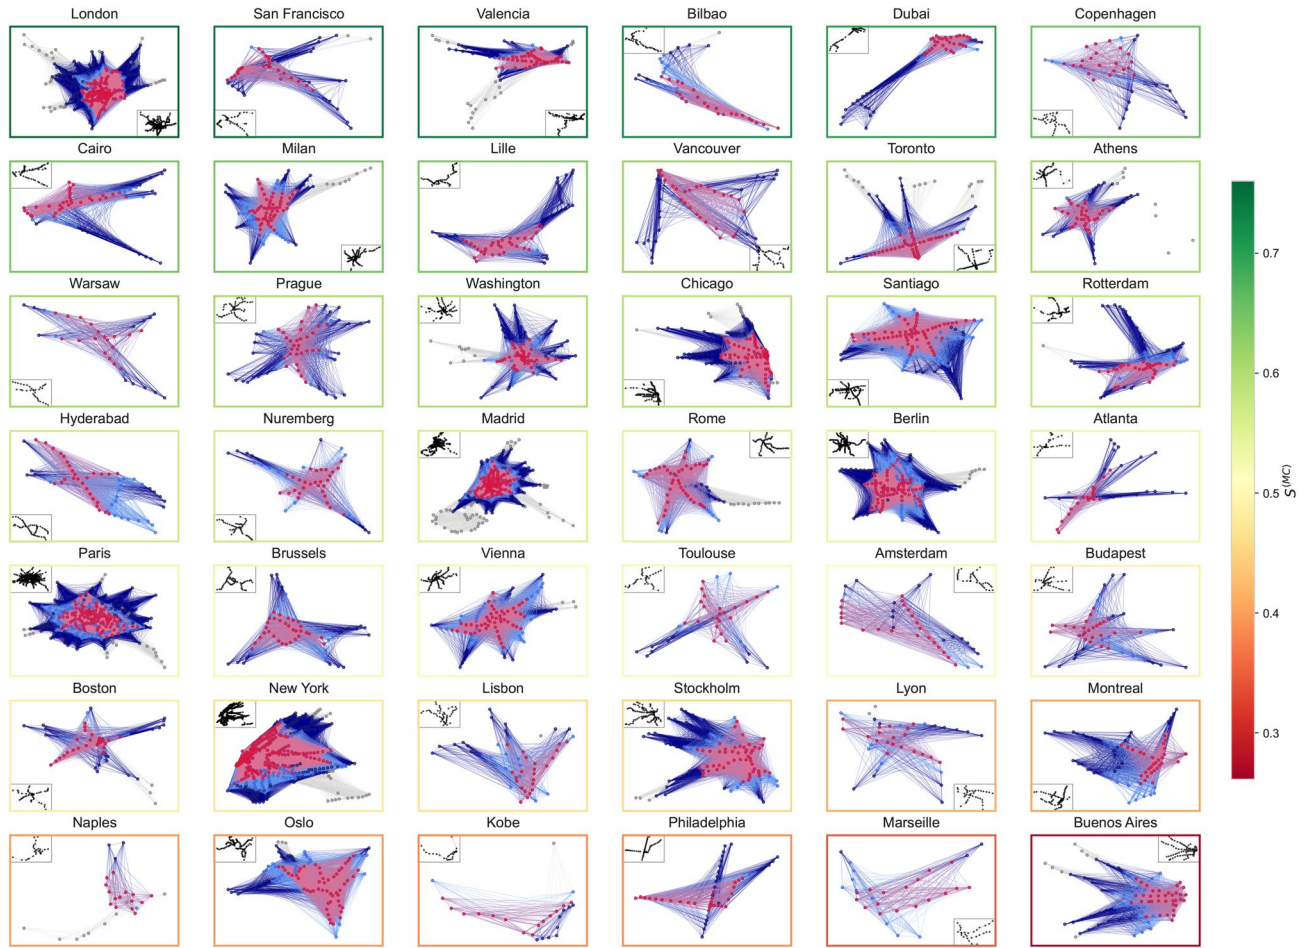 London San Francisco Valencia Bilbao Dubai Copenhagen
Cairo Milan Lille Vancouver Toronto Athens
Warsaw Prague Washington Chicago Santiago Rotterdam
Hyderabad Nuremberg Madrid Rome Berlin Atlanta
Paris Brussels Vienna Toulouse Amsterdam Budapest
Boston New York Lisbon Stockholm Lyon Montreal
Naples Oslo Kobe Philadelphia Marseille Buenos Aires
0.7
0.6
0.5
0.4
0.3
S^(MC)